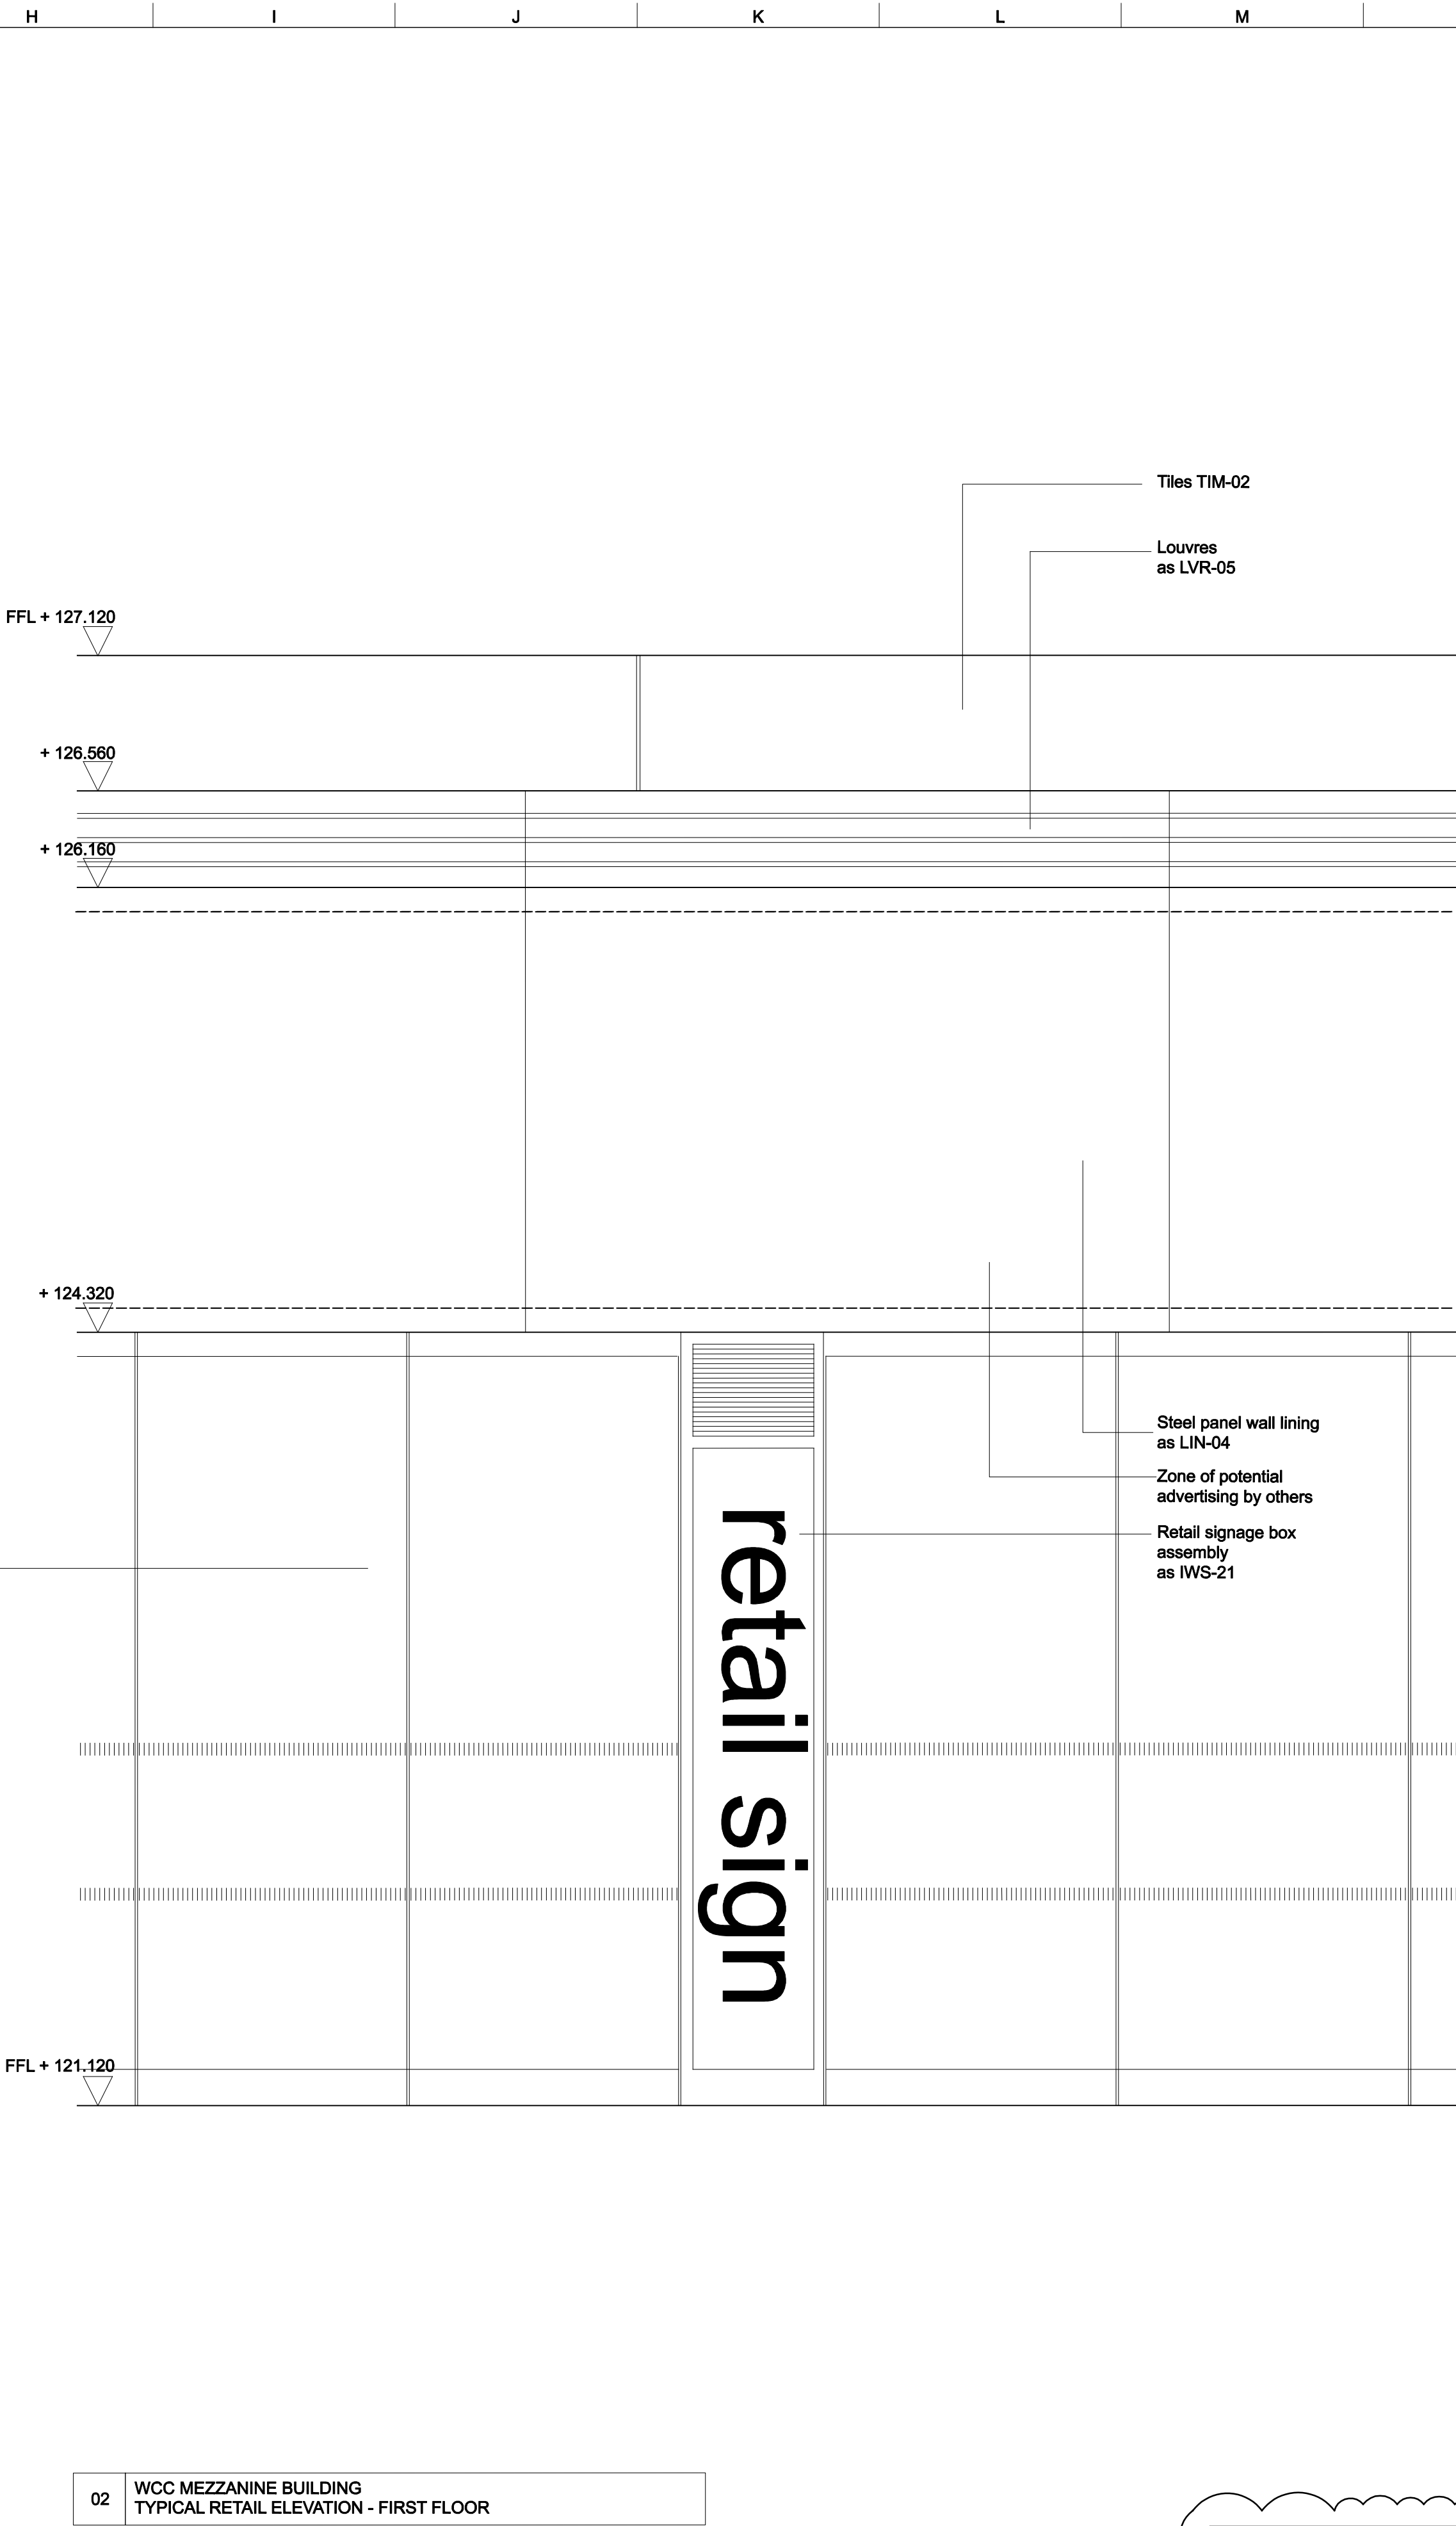 H I J K L M
Tiles TIM-02
Louvres
as LVR-05
FFL + 127.120
+ 126.560
+ 126.160
+ 124.320
Steel panel wall lining
as LIN-04
Zone of potential
advertising by others
Retail signage box
assembly
as IWS-21
retail sign
FFL + 121.120
02
WCC MEZZANINE BUILDING
TYPICAL RETAIL ELEVATION - FIRST FLOOR